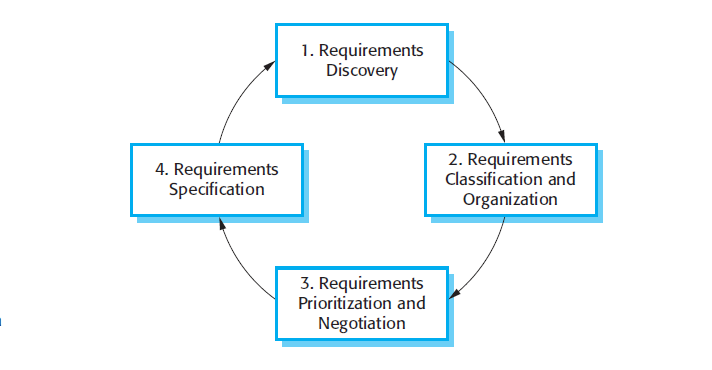 1. Requirements
Discovery
2. Requirements
Classification and
Organization
3. Requirements
Prioritization and
Negotiation
4. Requirements
Specification